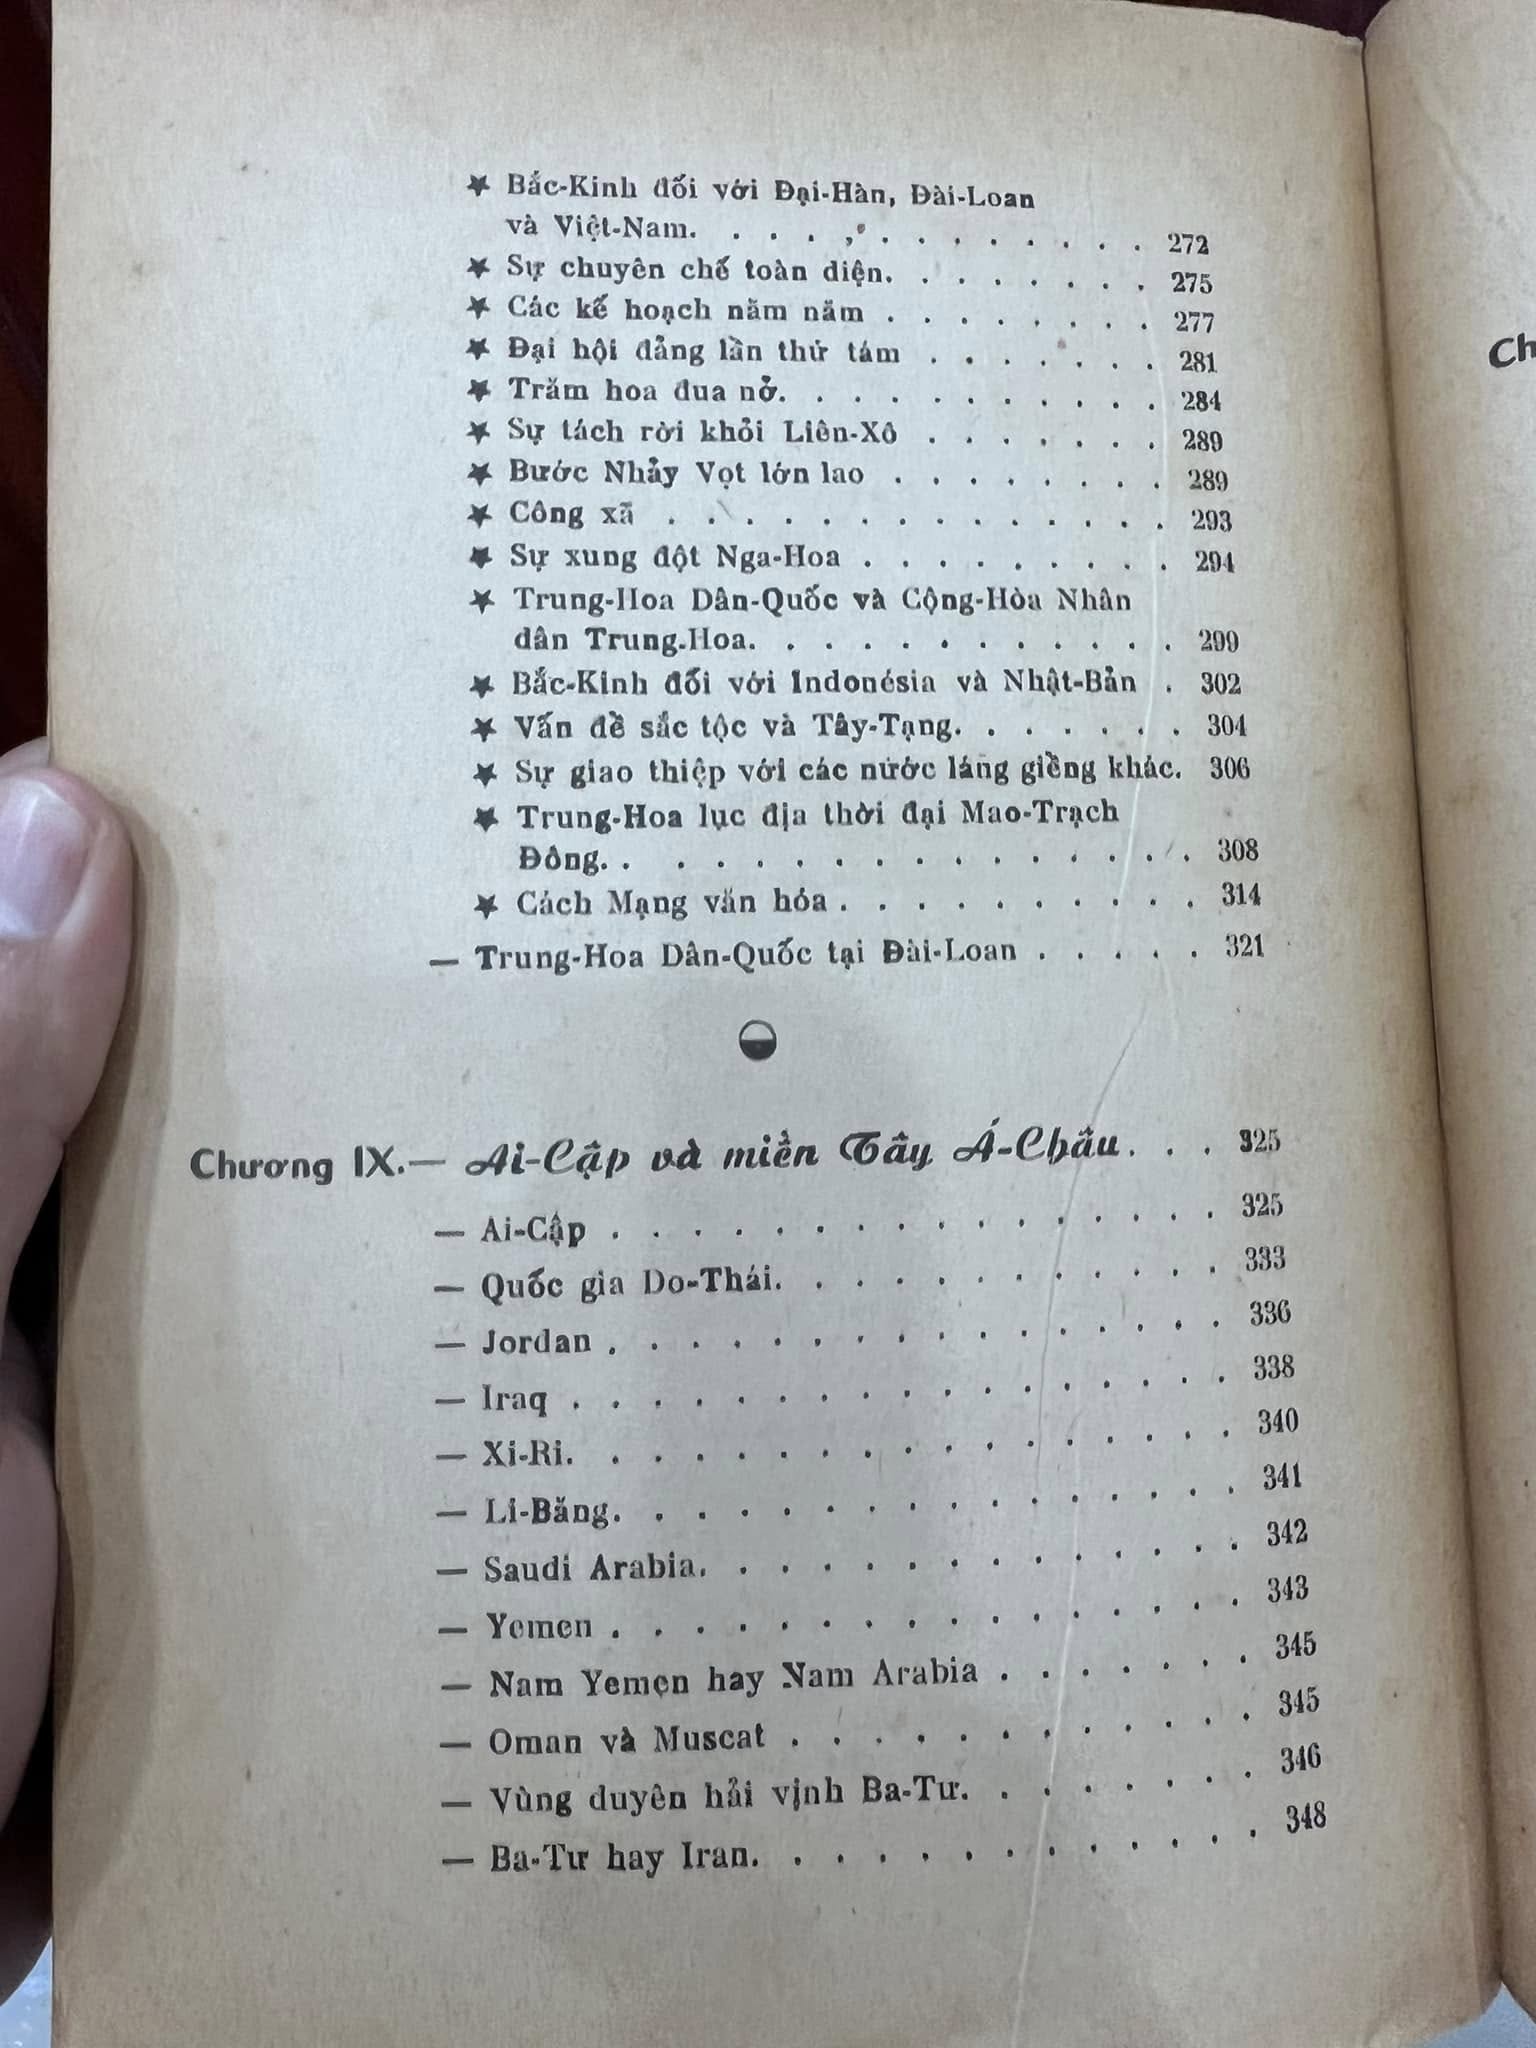 ★ Bắc-Kinh đối với Đại-Hàn, Đài-Loan
và Việt-Nam. . . . . . . . . . . . . 272
★ Sự chuyên chế toàn diện. . . . . . . . 275
★ Các kế hoạch năm năm . . . . . . . . 277
★ Đại hội đảng lần thứ tám . . . . . . . 281
★ Trăm hoa đua nở. . . . . . . . . . . 284
★ Sự tách rời khỏi Liên-Xô . . . . . . . 289
★ Bước Nhảy Vọt lớn lao . . . . . . . . 289
★ Công xã . . . . . . . . . . . . . . 293
★ Sự xung đột Nga-Hoa . . . . . . . . . 294
★ Trung-Hoa Dân-Quốc và Cộng-Hòa Nhân
dân Trung-Hoa. . . . . . . . . . . . 299
★ Bắc-Kinh đối với Indonésia và Nhật-Bản . 302
★ Vấn đề sắc tộc và Tây-Tạng. . . . . . . 304
★ Sự giao thiệp với các nước láng giềng khác. 306
★ Trung-Hoa lục địa thời đại Mao-Trạch
Đông. . . . . . . . . . . . . . . . 308
★ Cách Mạng văn hóa . . . . . . . . . . 314
— Trung-Hoa Dân-Quốc tại Đài-Loan . . . . . 321
Chương IX.— Ai-Cập và miền Tây Á-Châu . . . 325
— Ai-Cập . . . . . . . . . . . . . . . 325
— Quốc gia Do-Thái. . . . . . . . . . . . 333
— Jordan . . . . . . . . . . . . . . . 336
— Iraq . . . . . . . . . . . . . . . . 338
— Xi-Ri. . . . . . . . . . . . . . . . 340
— Li-Băng. . . . . . . . . . . . . . . 341
— Saudi Arabia. . . . . . . . . . . . . . 342
— Yemen . . . . . . . . . . . . . . . 343
— Nam Yemen hay Nam Arabia . . . . . . . 345
— Oman và Muscat . . . . . . . . . . . . 345
— Vùng duyên hải vịnh Ba-Tư. . . . . . . . 346
— Ba-Tư hay Iran. . . . . . . . . . . . . 348
Ch